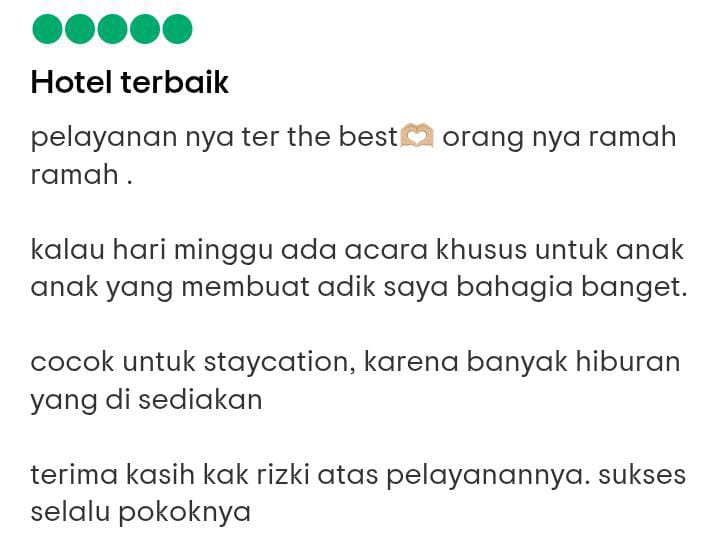 Hotel terbaik
pelayanan nya ter the best🫶🏼 orang nya ramah
ramah .
kalau hari minggu ada acara khusus untuk anak
anak yang membuat adik saya bahagia banget.
cocok untuk staycation, karena banyak hiburan
yang di sediakan
terima kasih kak rizki atas pelayanannya. sukses
selalu pokoknya